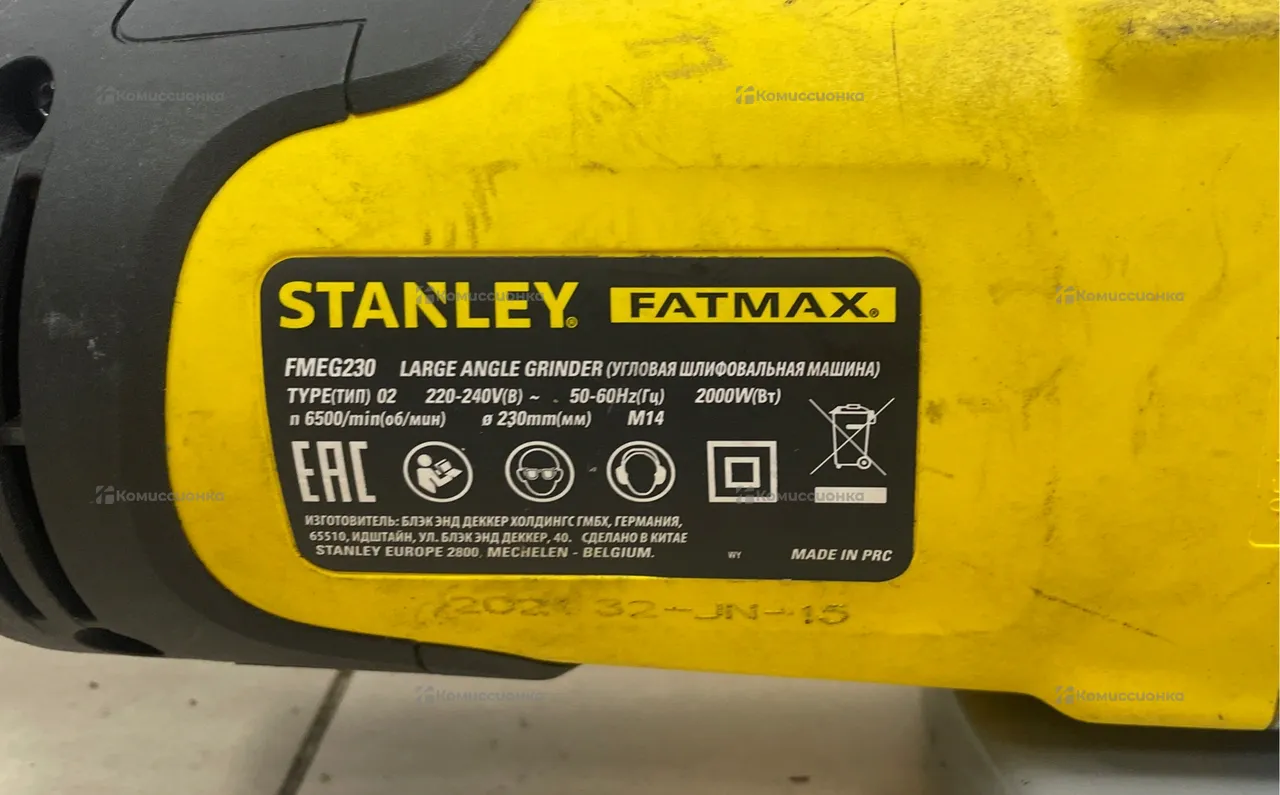 Комиссионка
Комиссионка
STANLEY® FATMAX®
Комиссионка
Комиссионка
FMEG230 LARGE ANGLE GRINDER (УГЛОВАЯ ШЛИФОВАЛЬНАЯ МАШИНА)
TYPE(ТИП) 02 220-240V(В) ~ 50-60Hz(Гц) 2000W(Вт)
n 6500/min(об/мин) ø 230mm(мм) M14
EAC
Комиссионка
Комиссионка
ИЗГОТОВИТЕЛЬ: БЛЭК ЭНД ДЕККЕР ХОЛДИНГС ГМБХ, ГЕРМАНИЯ,
65510, ИДШТАЙН, УЛ. БЛЭК ЭНД ДЕККЕР, 40. СДЕЛАНО В КИТАЕ
STANLEY EUROPE 2800, MECHELEN - BELGIUM. WY MADE IN PRC
32-JN-15
Комиссионка
Комиссионка